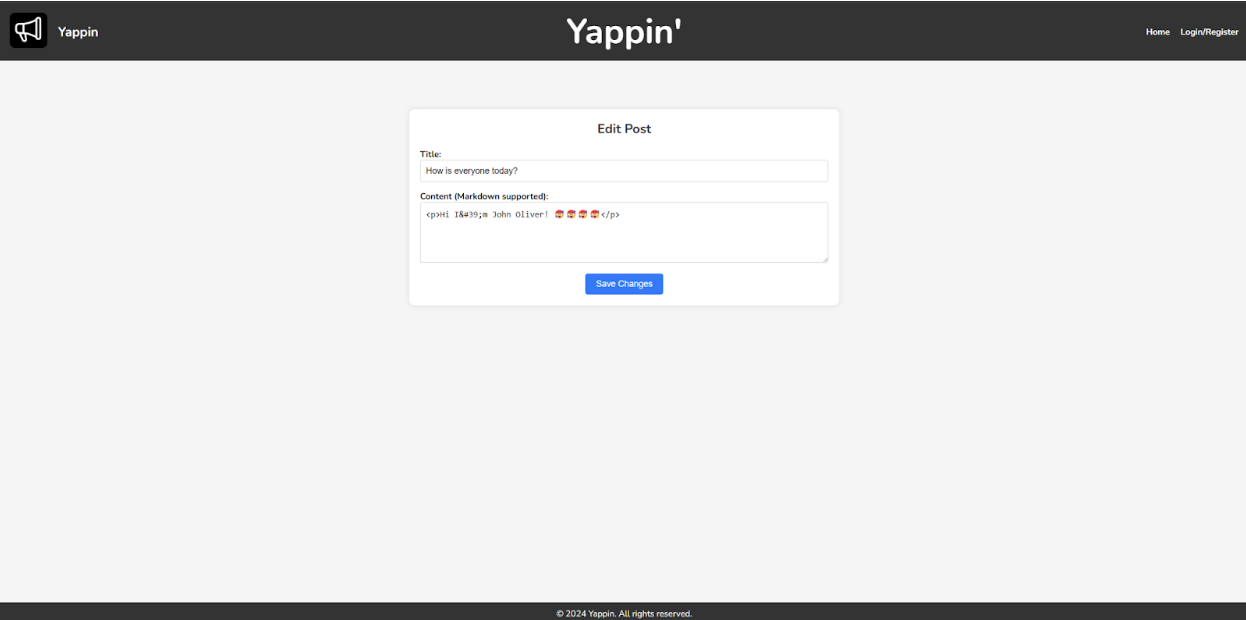 Yappin
Yappin'
Home
Login/Register
Edit Post
Title:
How is everyone today?
Content (Markdown supported):
<p>Hi I&#39;m John Oliver! 🥰🥰🥰🥰</p>
Save Changes
© 2024 Yappin. All rights reserved.